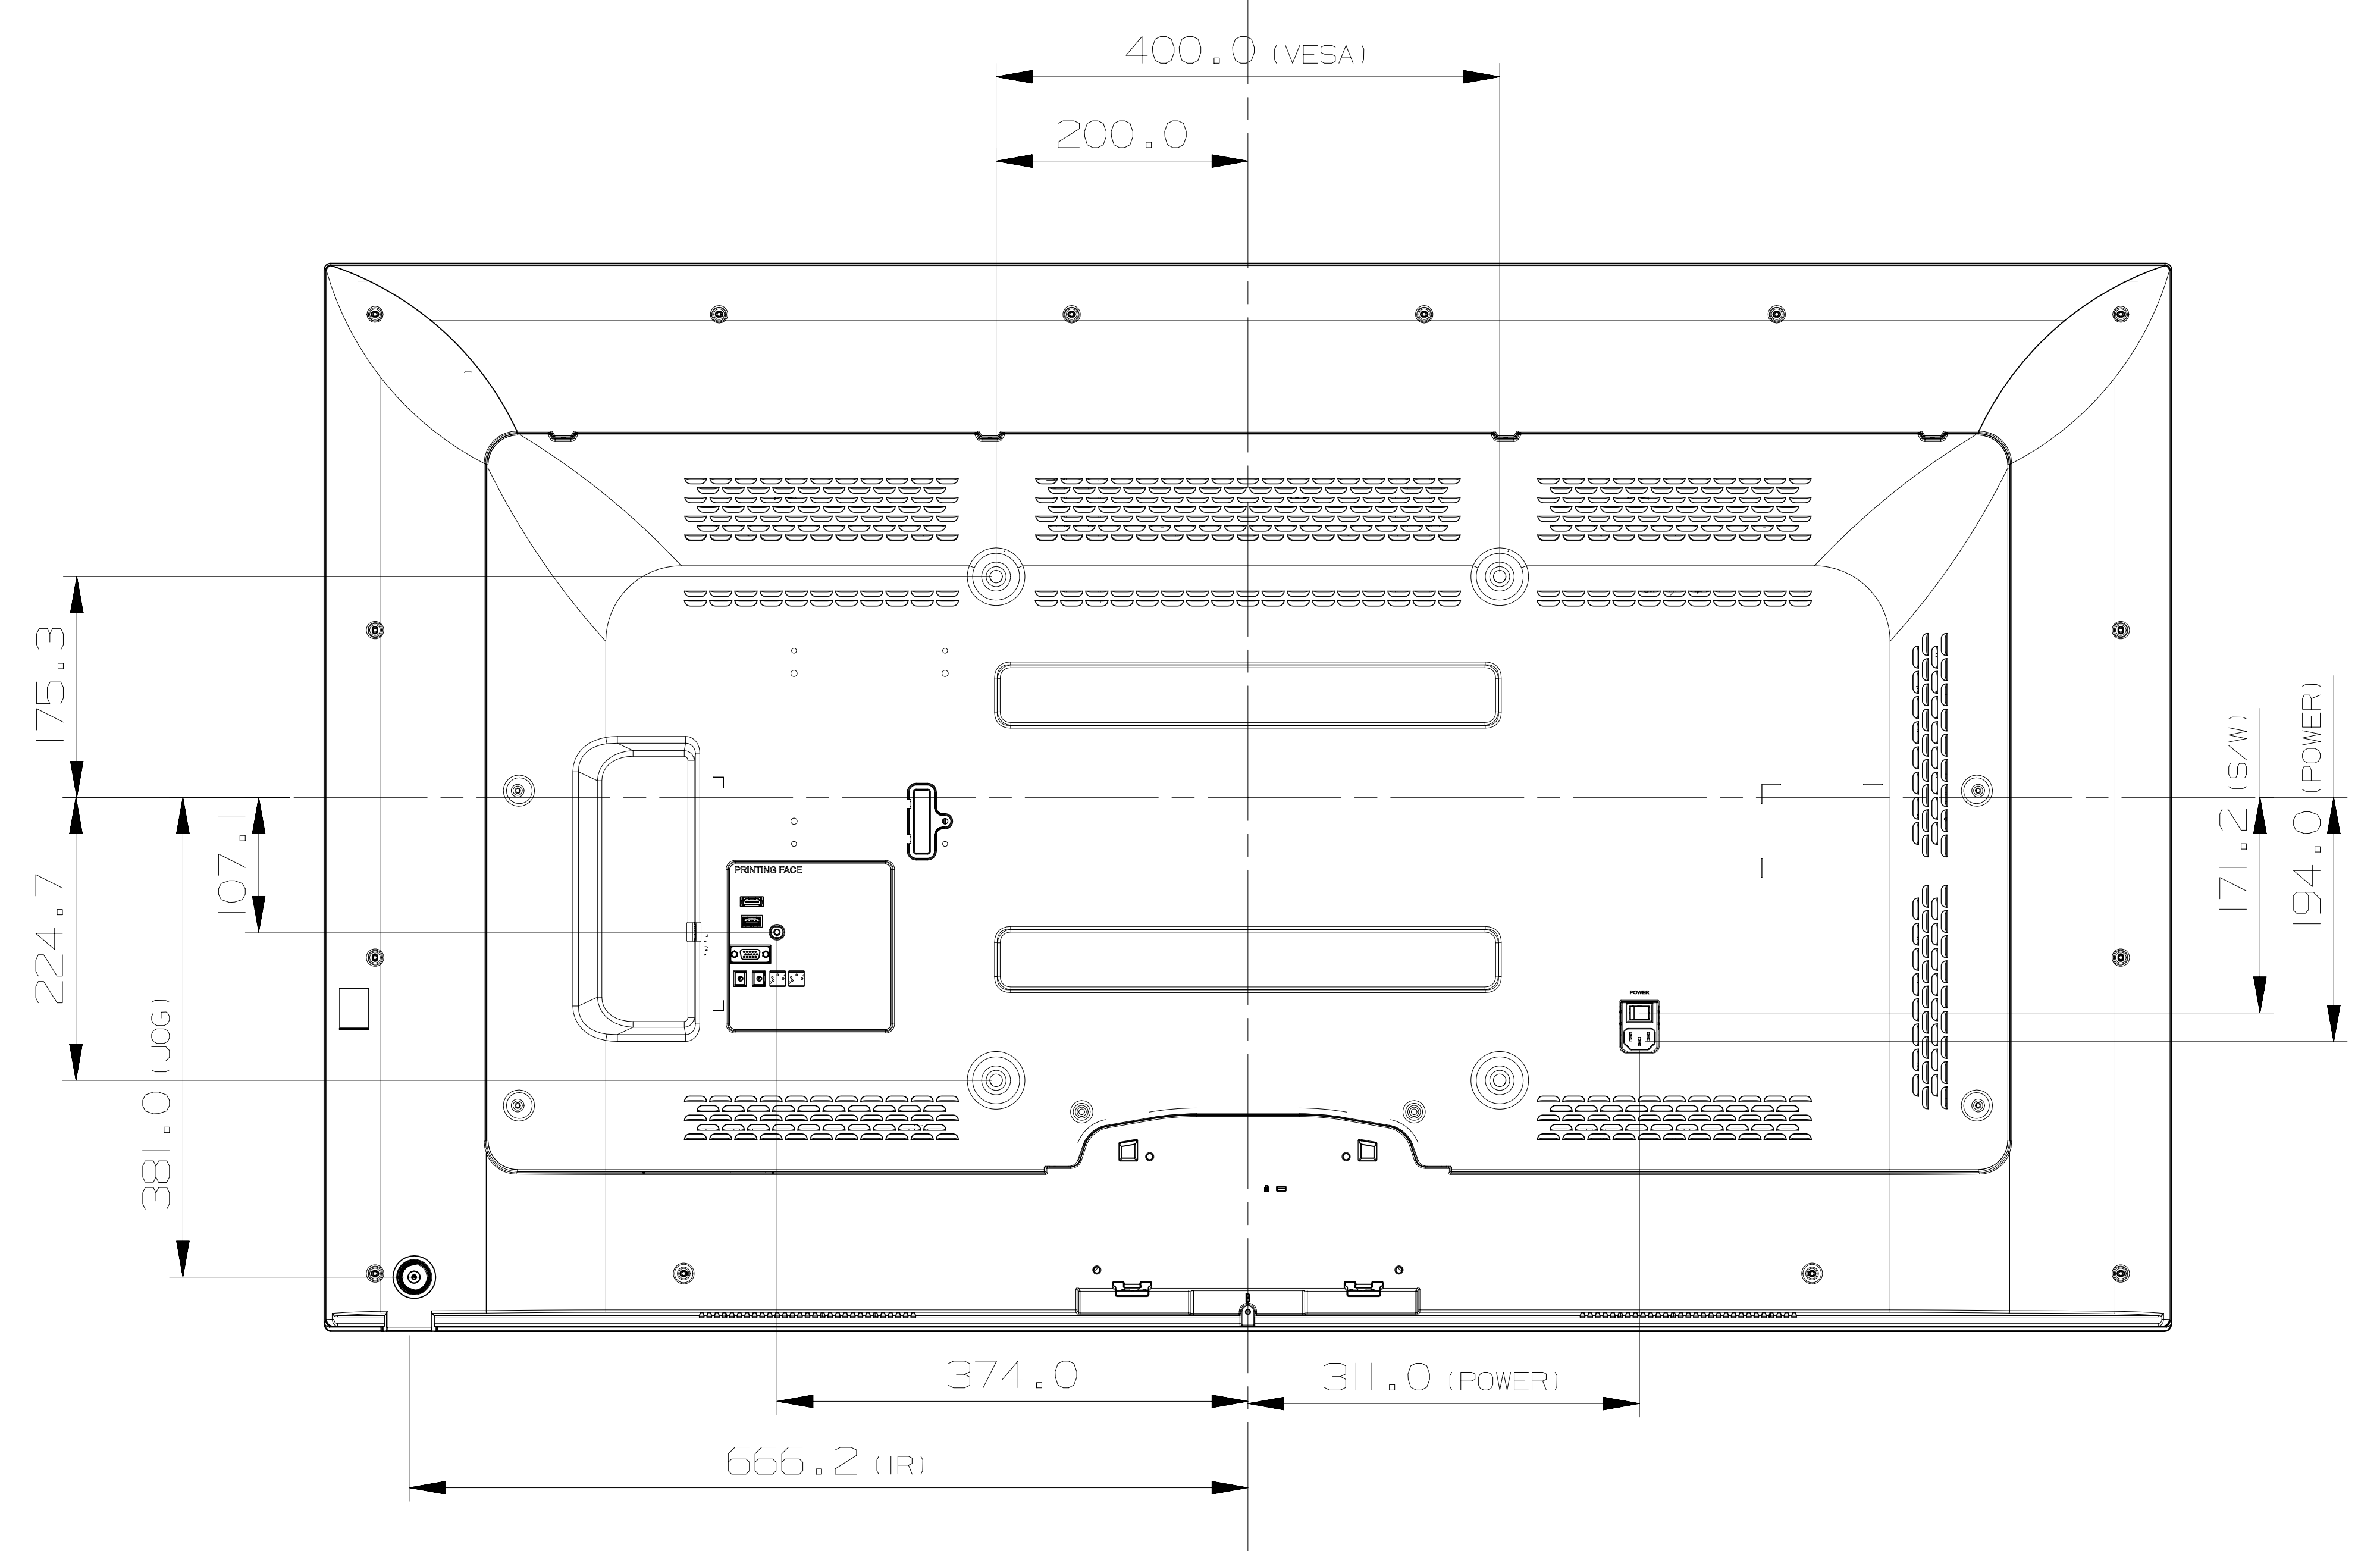 400.0 (VESA)
200.0
175.3
224.7
107.1
381.0 (JOG)
171.2 (S/W)
194.0 (POWER)
PRINTING FACE
POWER
374.0
311.0 (POWER)
666.2 (IR)